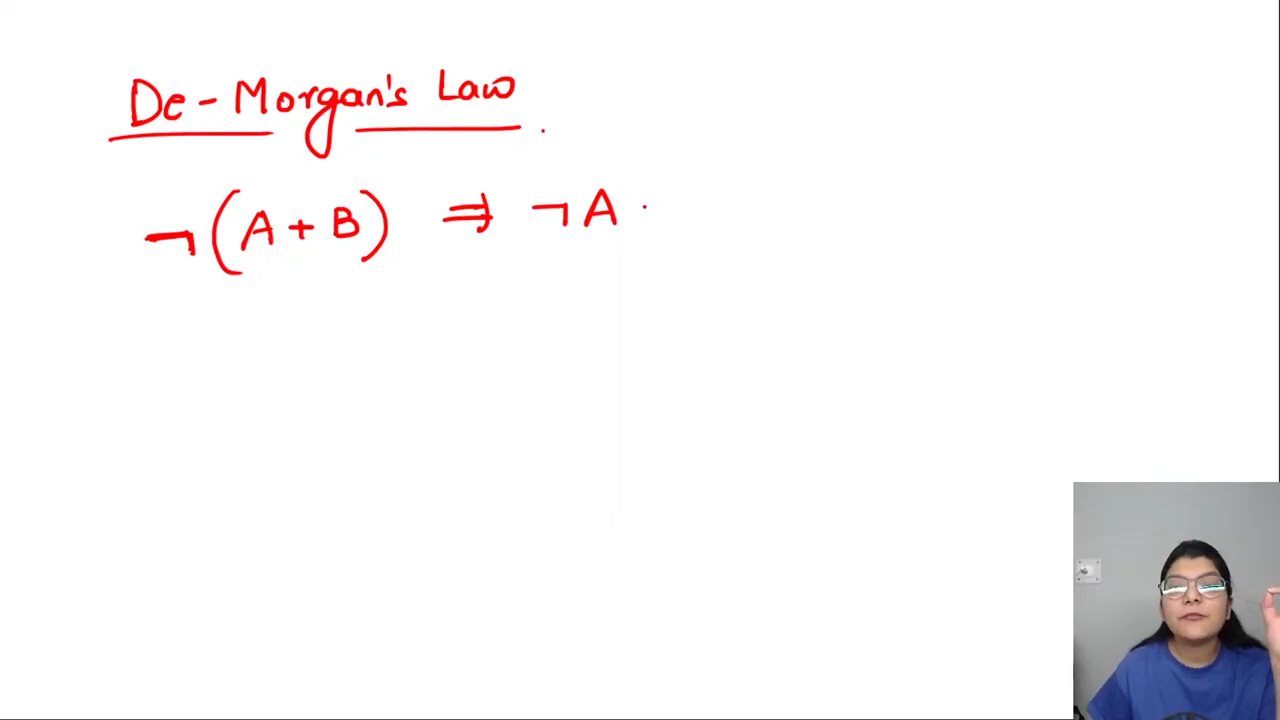 De-Morgan's Law
¬(A+B) ⇒ ¬A ·